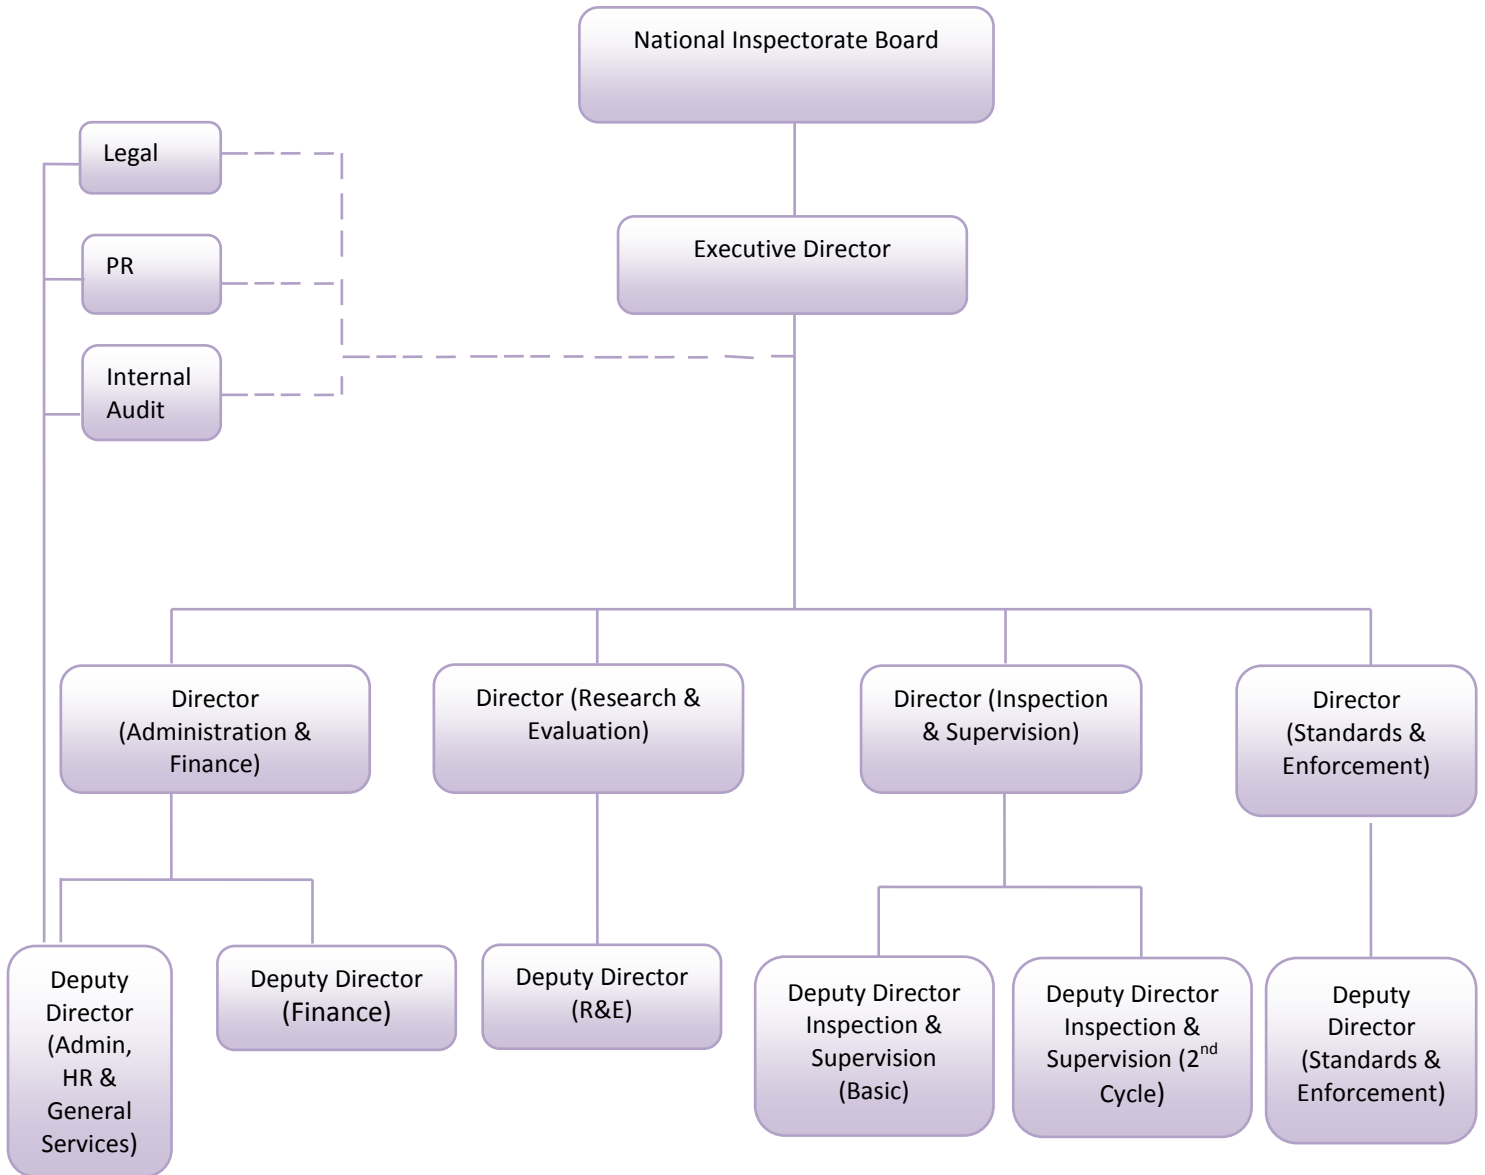 National Inspectorate Board
Legal
PR
Internal
Audit
Executive Director
Director
(Administration &
Finance)
Director (Research &
Evaluation)
Director (Inspection
& Supervision)
Director
(Standards &
Enforcement)
Deputy
Director
(Admin,
HR &
General
Services)
Deputy Director
(Finance)
Deputy Director
(R&E)
Deputy Director
Inspection &
Supervision
(Basic)
Deputy Director
Inspection &
Supervision (2nd
Cycle)
Deputy
Director
(Standards &
Enforcement)